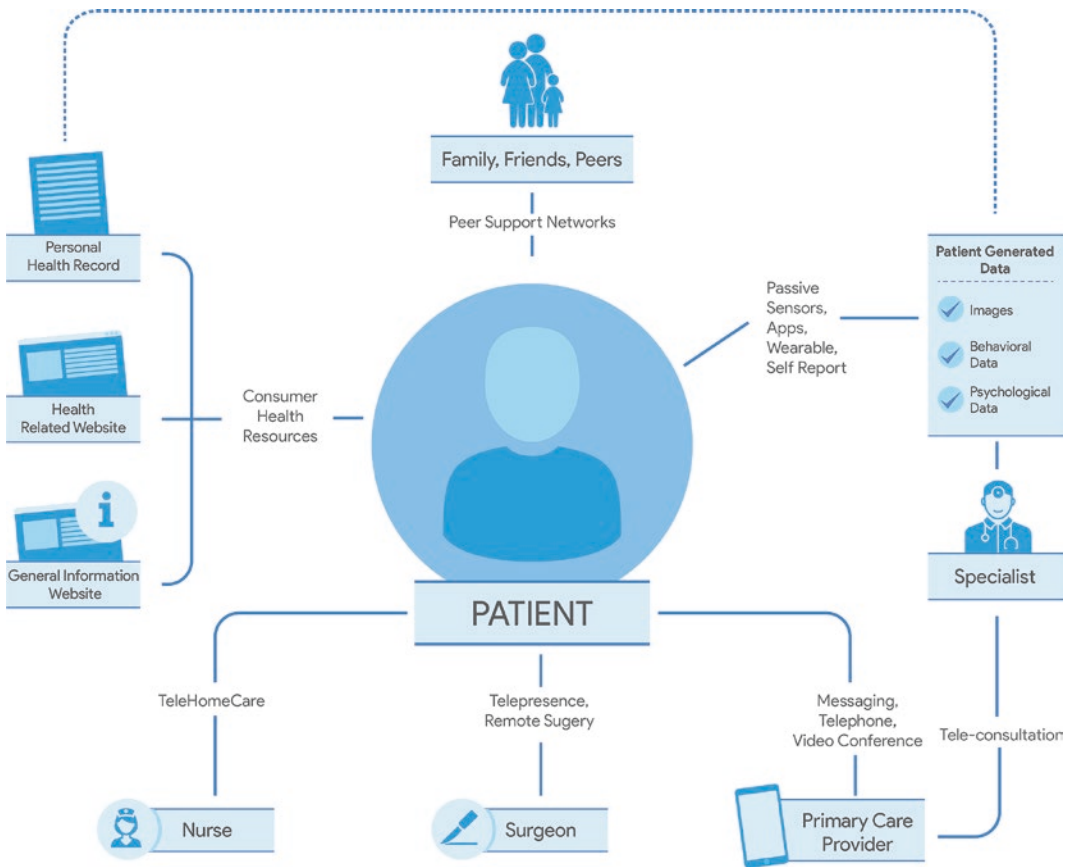 Family, Friends, Peers
Peer Support Networks
Personal
Health Record
Health
Related Website
General Information
Website
Consumer
Health
Resources
Passive
Sensors,
Apps,
Wearable,
Self Report
Patient Generated
Data
Images
Behavioral
Data
Psychological
Data
Specialist
PATIENT
TeleHomeCare
Telepresence,
Remote Sugery
Messaging,
Telephone,
Video Conference
Tele-consultation
Nurse
Surgeon
Primary Care
Provider